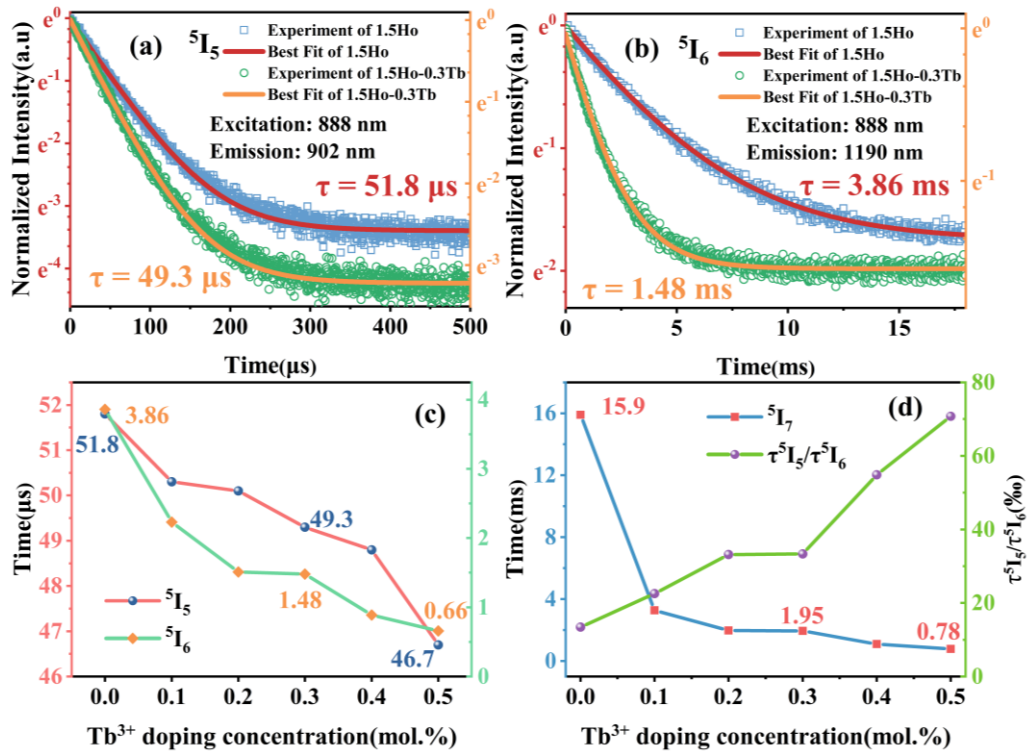 (a)
⁵I₅
Experiment of 1.5Ho
Best Fit of 1.5Ho
Experiment of 1.5Ho-0.3Tb
Best Fit of 1.5Ho-0.3Tb
Excitation: 888 nm
Emission: 902 nm
τ = 51.8 μs
τ = 49.3 μs
Normalized Intensity(a.u)
e⁰
e⁻¹
e⁻²
e⁻³
e⁻⁴
e⁰
e⁻¹
e⁻²
e⁻³
0 100 200 300 400 500
Time(μs)
(b)
⁵I₆
Experiment of 1.5Ho
Best Fit of 1.5Ho
Experiment of 1.5Ho-0.3Tb
Best Fit of 1.5Ho-0.3Tb
Excitation: 888 nm
Emission: 1190 nm
τ = 3.86 ms
τ = 1.48 ms
Normalized Intensity(a.u)
e⁰
e⁻¹
e⁻²
e⁰
e⁻¹
0 5 10 15
Time(ms)
(c)
3.86
51.8
49.3
1.48
0.66
46.7
⁵I₅
⁵I₆
Time(μs)
52
51
50
49
48
47
46
4
3
2
1
0
0.0 0.1 0.2 0.3 0.4 0.5
Tb³⁺ doping concentration(mol.%)
(d)
15.9
⁵I₇
τ⁵I₅/τ⁵I₆
1.95
0.78
Time(ms)
16
12
8
4
0
80
60
40
20
0
τ⁵I₅/τ⁵I₆(‰)
0.0 0.1 0.2 0.3 0.4 0.5
Tb³⁺ doping concentration(mol.%)